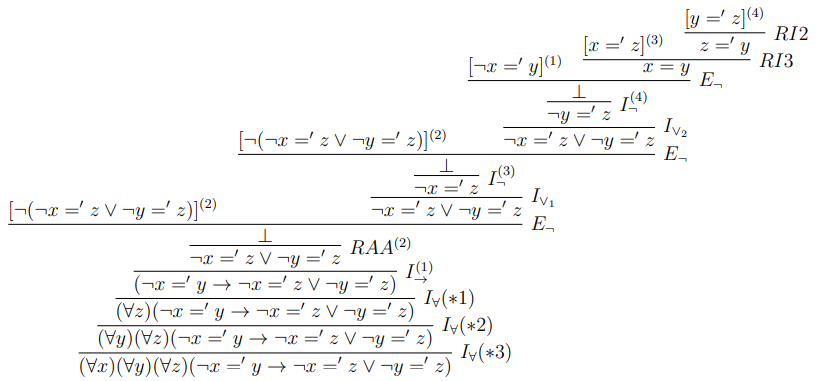 [y =′ z]⁽⁴⁾
[x =′ z]⁽³⁾ z =′ y RI2
[¬x =′ y]⁽¹⁾ x = y RI3
⊥ E¬
¬y =′ z I¬⁽⁴⁾
[¬(¬x =′ z ∨ ¬y =′ z)]⁽²⁾ ¬x =′ z ∨ ¬y =′ z I∨₂
⊥ E¬
¬x =′ z I¬⁽³⁾
[¬(¬x =′ z ∨ ¬y =′ z)]⁽²⁾ ¬x =′ z ∨ ¬y =′ z I∨₁
⊥ E¬
¬x =′ z ∨ ¬y =′ z RAA⁽²⁾
(¬x =′ y → ¬x =′ z ∨ ¬y =′ z) I→⁽¹⁾
(∀z)(¬x =′ y → ¬x =′ z ∨ ¬y =′ z) I∀(∗1)
(∀y)(∀z)(¬x =′ y → ¬x =′ z ∨ ¬y =′ z) I∀(∗2)
(∀x)(∀y)(∀z)(¬x =′ y → ¬x =′ z ∨ ¬y =′ z) I∀(∗3)